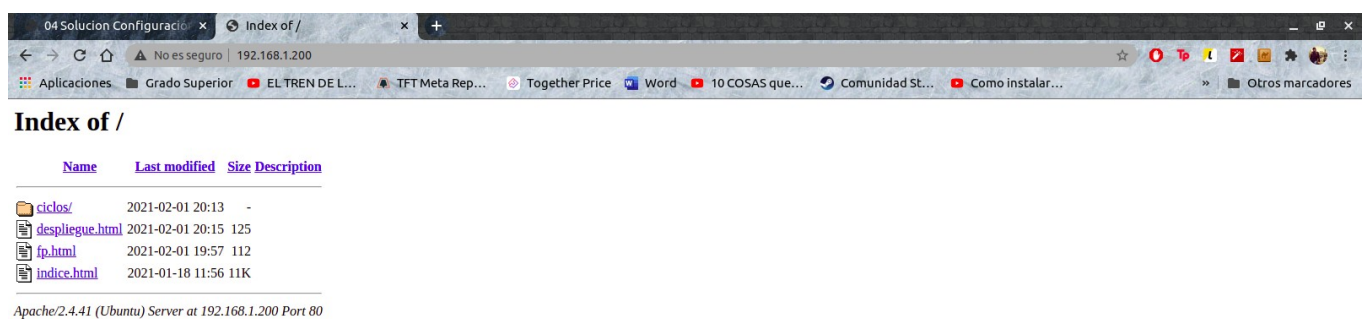 04 Solucion Configuracion Index of /
No es seguro 192.168.1.200
Aplicaciones Grado Superior EL TREN DE L... TFT Meta Rep... Together Price Word 10 COSAS que... Comunidad St... Como instalar... » Otros marcadores
Index of /
Name Last modified Size Description
ciclos/ 2021-02-01 20:13 -
despliegue.html 2021-02-01 20:15 125
fp.html 2021-02-01 19:57 112
indice.html 2021-01-18 11:56 11K
Apache/2.4.41 (Ubuntu) Server at 192.168.1.200 Port 80